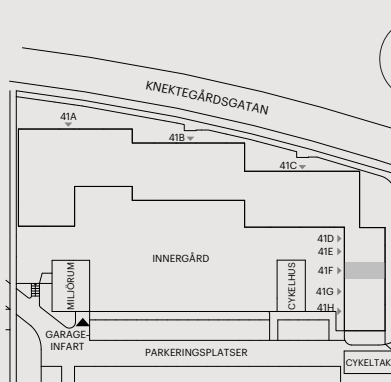 KNEKTEGÅRDSGATAN
41A
41B
41C
41D
41E
INNERGÅRD
41F
MILJÖRUM
CYKELHUS
41G
41H
GARAGE-
INFART
PARKERINGSPLATSER
CYKELTAK